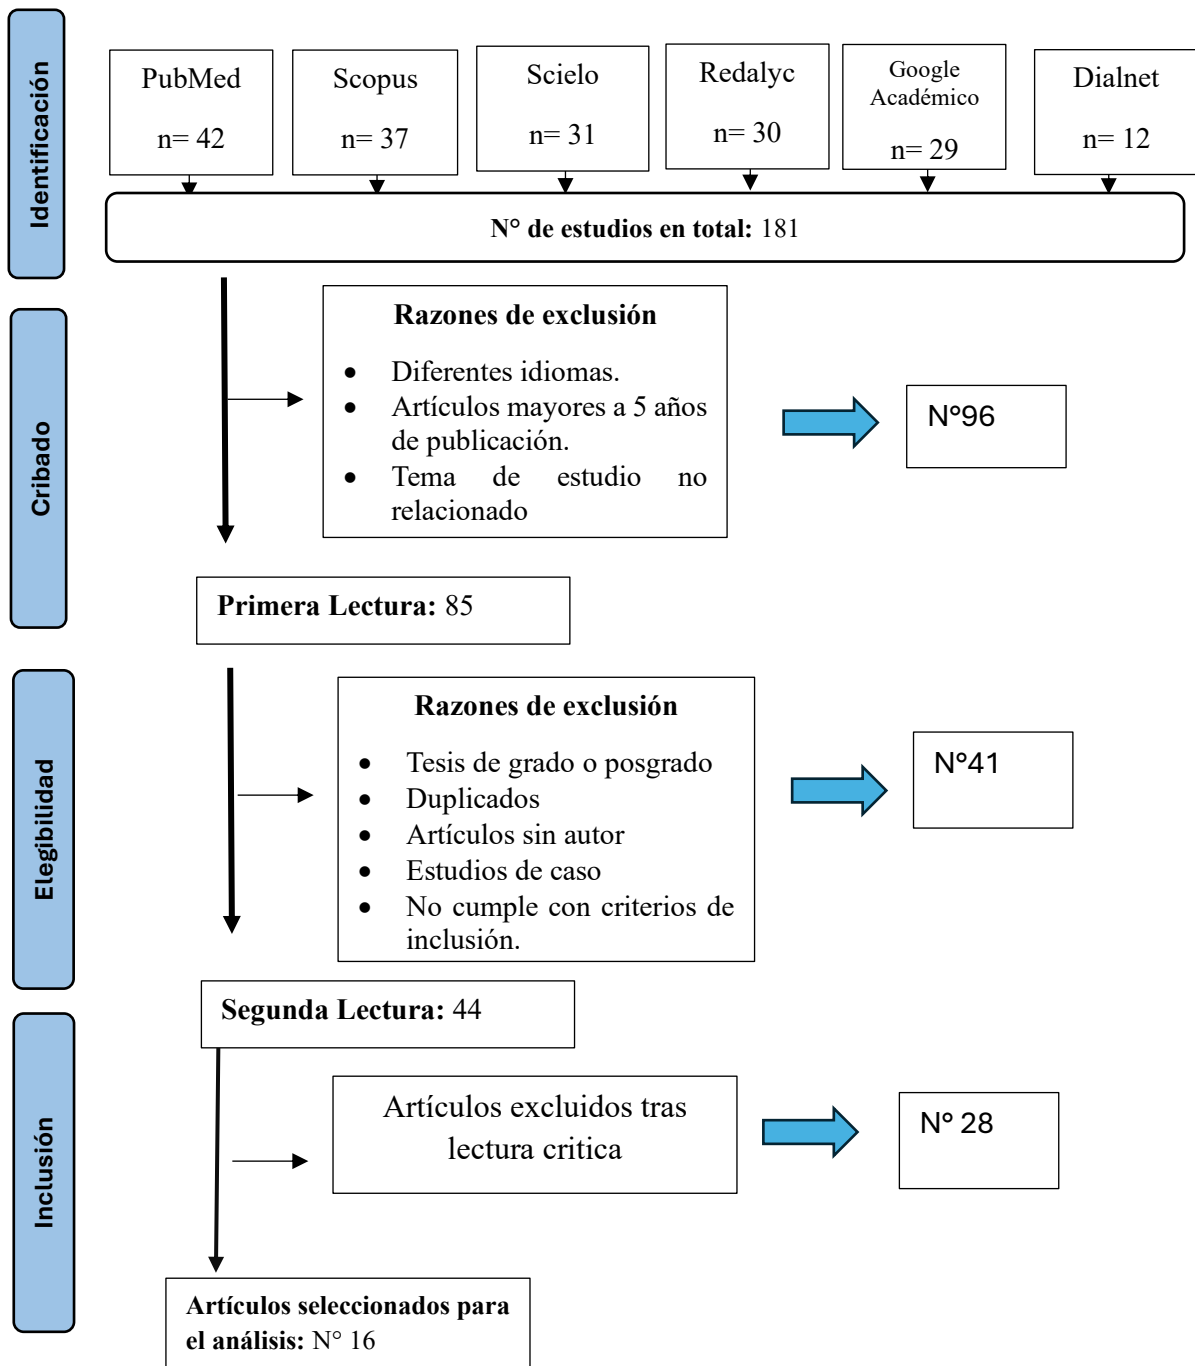 Identificación
PubMed
n= 42
Scopus
n= 37
Scielo
n= 31
Redalyc
n= 30
Google
Académico
n= 29
Dialnet
n= 12
N° de estudios en total: 181
Cribado
Razones de exclusión
• Diferentes idiomas.
• Artículos mayores a 5 años
de publicación.
• Tema de estudio no
relacionado
N°96
Primera Lectura: 85
Elegibilidad
Razones de exclusión
• Tesis de grado o posgrado
• Duplicados
• Artículos sin autor
• Estudios de caso
• No cumple con criterios de
inclusión.
N°41
Segunda Lectura: 44
Inclusión
Artículos excluidos tras
lectura critica
N° 28
Artículos seleccionados para
el análisis: N° 16